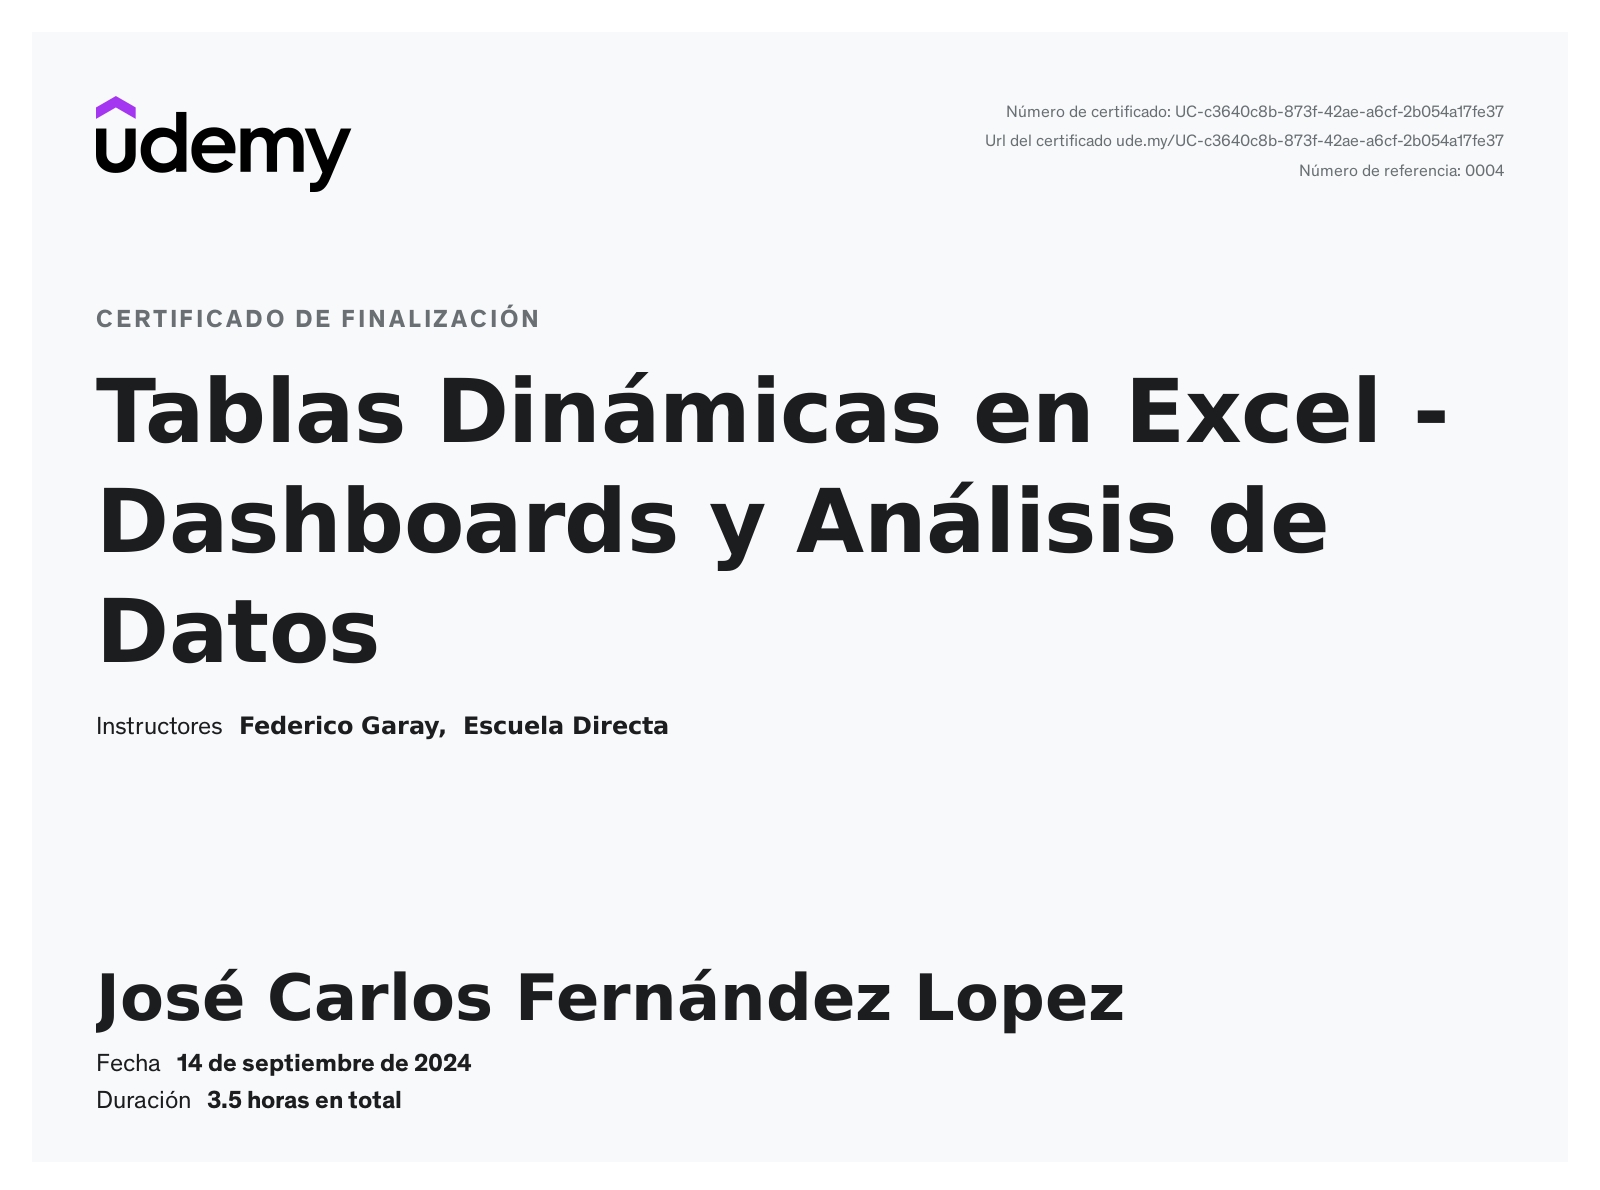 udemy
Número de certificado: UC-c3640c8b-873f-42ae-a6cf-2b054a17fe37
Url del certificado ude.my/UC-c3640c8b-873f-42ae-a6cf-2b054a17fe37
Número de referencia: 0004
CERTIFICADO DE FINALIZACIÓN
Tablas Dinámicas en Excel -
Dashboards y Análisis de
Datos
Instructores Federico Garay, Escuela Directa
José Carlos Fernández Lopez
Fecha 14 de septiembre de 2024
Duración 3.5 horas en total